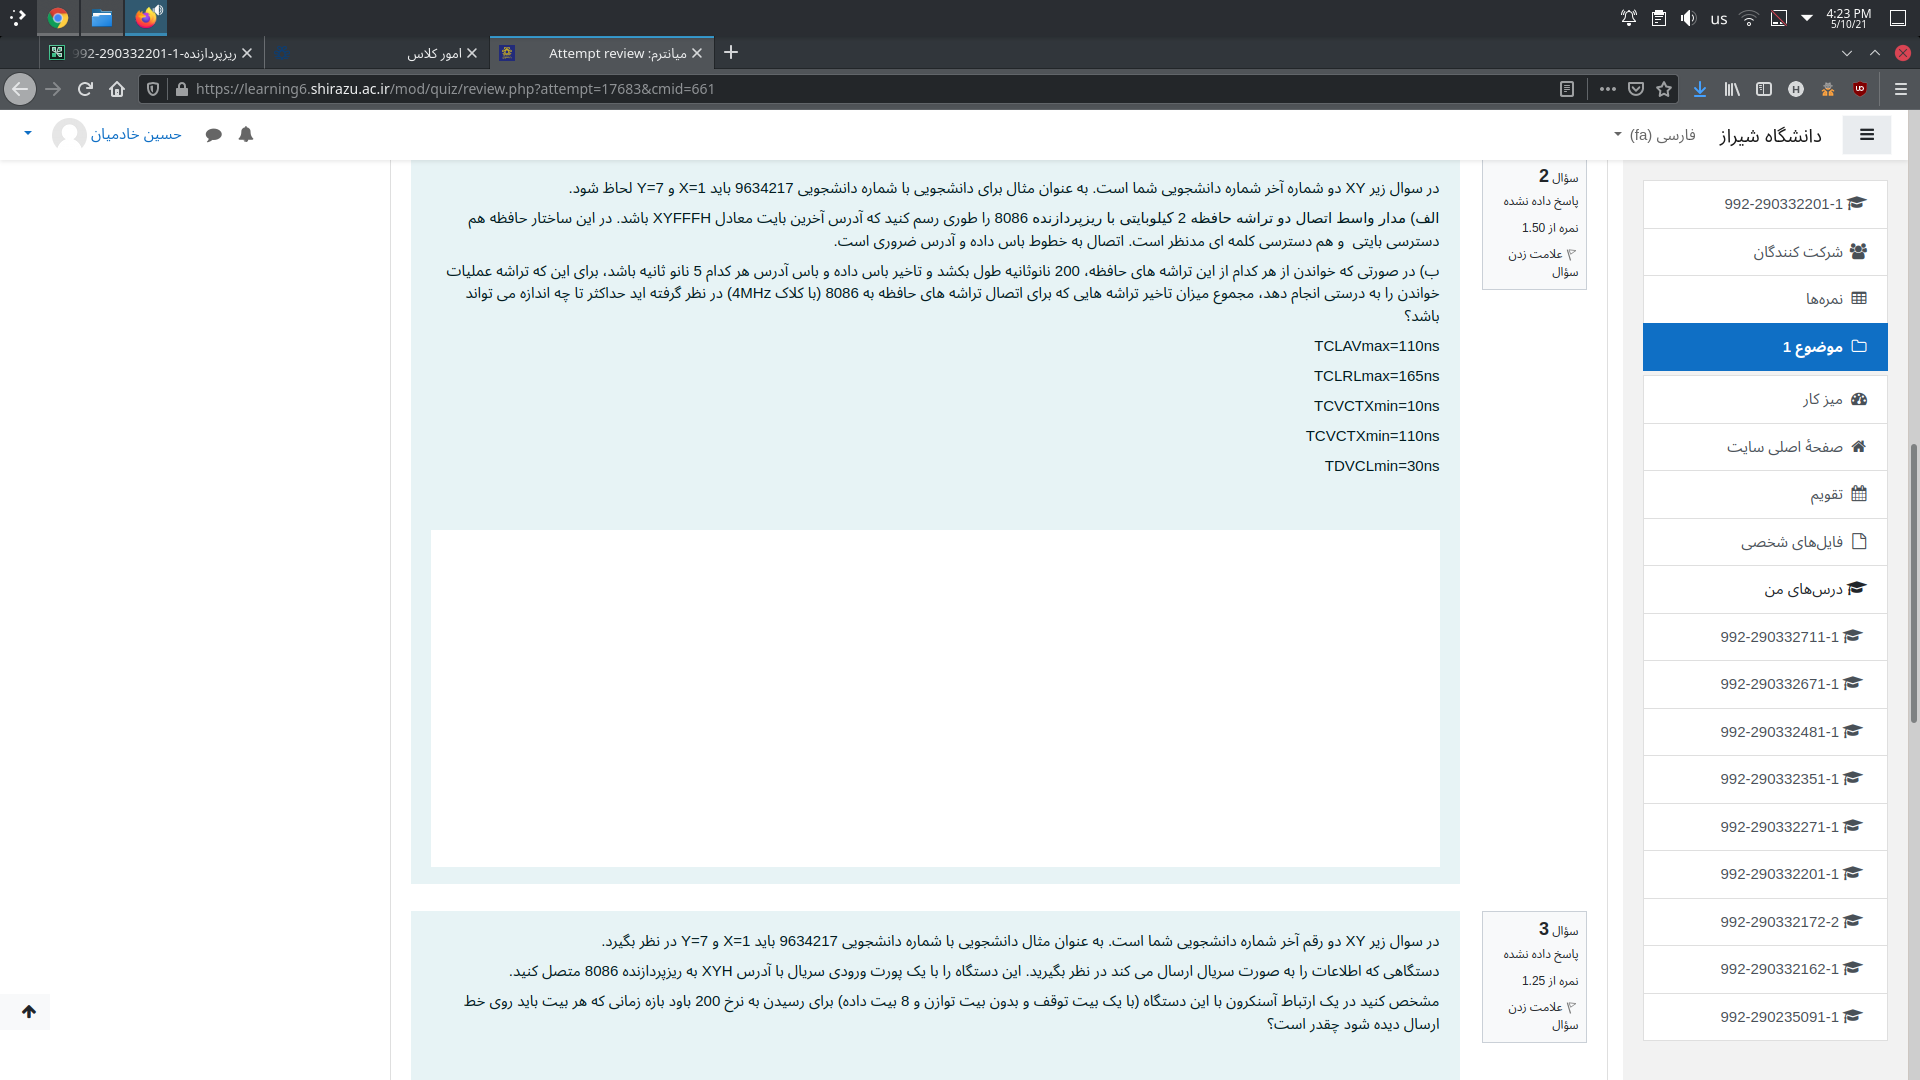 us
4:23 PM
5/10/21
ریزپردازنده-1-290332201-992
امور کلاس
میانترم: Attempt review
https://learning6.shirazu.ac.ir/mod/quiz/review.php?attempt=17683&cmid=661
دانشگاه شیراز
فارسی (fa)
حسین خادمیان
992-290332201-1
شرکت کنندگان
نمره‌ها
موضوع 1
میز کار
صفحهٔ اصلی سایت
تقویم
فایل‌های شخصی
درس‌های من
992-290332711-1
992-290332671-1
992-290332481-1
992-290332351-1
992-290332271-1
992-290332201-1
992-290332172-2
992-290332162-1
992-290235091-1
سؤال 2
پاسخ داده نشده
نمره از 1.50
علامت زدن
سؤال
در سوال زیر XY دو شماره آخر شماره دانشجویی شما است. به عنوان مثال برای دانشجویی با شماره دانشجویی 9634217 باید X=1 و Y=7 لحاظ شود.
الف) مدار واسط اتصال دو تراشه حافظه 2 کیلوبایتی با ریزپردازنده 8086 را طوری رسم کنید که آدرس آخرین بایت معادل XYFFFH باشد. در این ساختار حافظه هم
دسترسی بایتی و هم دسترسی کلمه ای مدنظر است. اتصال به خطوط باس داده و آدرس ضروری است.
ب) در صورتی که خواندن از هر کدام از این تراشه های حافظه، 200 نانوثانیه طول بکشد و تاخیر باس داده و باس آدرس هر کدام 5 نانو ثانیه باشد، برای این که تراشه عملیات
خواندن را به درستی انجام دهد، مجموع میزان تاخیر تراشه هایی که برای اتصال تراشه های حافظه به 8086 (با کلاک 4MHz) در نظر گرفته اید حداکثر تا چه اندازه می تواند
باشد؟
TCLAVmax=110ns
TCLRLmax=165ns
TCVCTXmin=10ns
TCVCTXmin=110ns
TDVCLmin=30ns
سؤال 3
پاسخ داده نشده
نمره از 1.25
علامت زدن
سؤال
در سوال زیر XY دو رقم آخر شماره دانشجویی شما است. به عنوان مثال دانشجویی با شماره دانشجویی 9634217 باید X=1 و Y=7 در نظر بگیرد.
دستگاهی که اطلاعات را به صورت سریال ارسال می کند در نظر بگیرید. این دستگاه را با یک پورت ورودی سریال با آدرس XYH به ریزپردازنده 8086 متصل کنید.
مشخص کنید در یک ارتباط آسنکرون با این دستگاه (با یک بیت توقف و بدون بیت توازن و 8 بیت داده) برای رسیدن به نرخ 200 باود بازه زمانی که هر بیت باید روی خط
ارسال دیده شود چقدر است؟